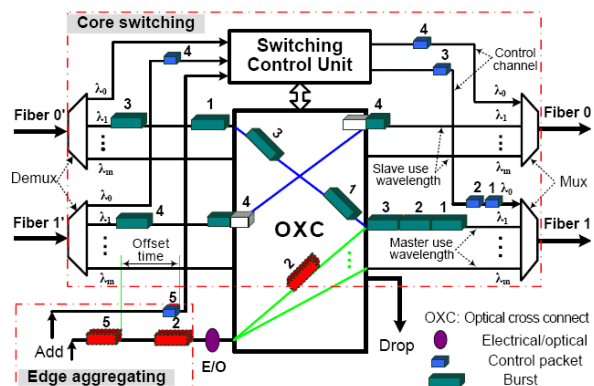 Core switching
4
Switching
Control Unit
4
3
Control
channel
λ0
4
λ0
Fiber 0'
3
1
λ1
λm
Demux
OXC
3
1
2
4
λ1
Fiber 0
λm
Slave use
wavelength
Mux
2
1
λ0
λ0
Fiber 1'
4
4
λ1
λm
Offset
time
3
2
1
λ1
Fiber 1
Master use
wavelength
λm
5
5
2
Add
E/O
Edge aggregating
Drop
OXC: Optical cross connect
Electrical/optical
Control packet
Burst